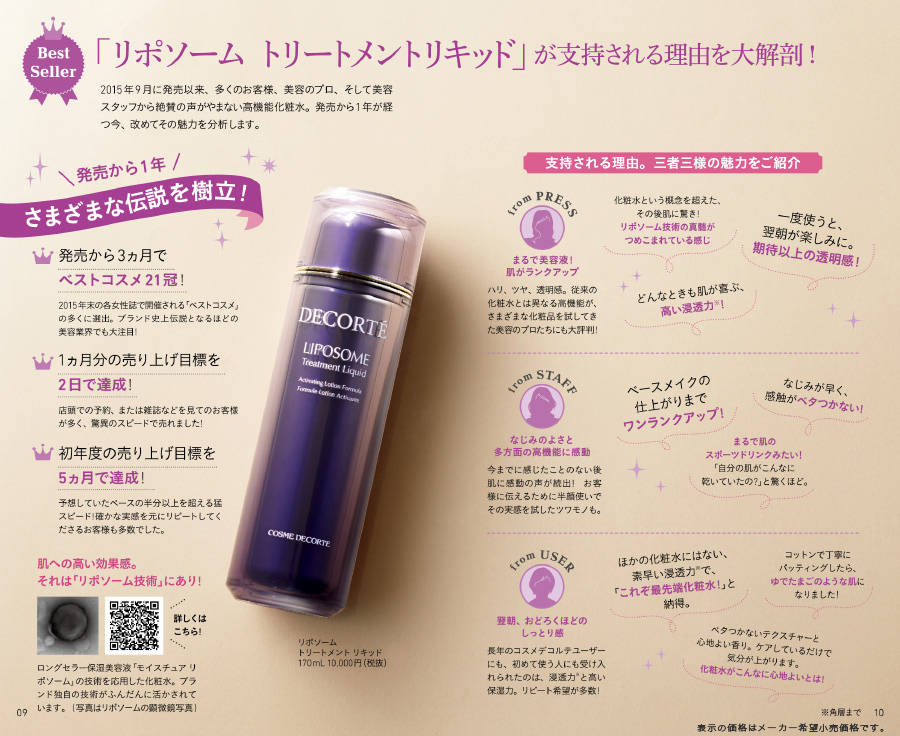 Best
Seller
「リポソーム トリートメントリキッド」が支持される理由を大解剖！
2015年9月に発売以来、多くのお客様、美容のプロ、そして美容
スタッフから絶賛の声がやまない高機能化粧水。発売から1年が経
つ今、改めてその魅力を分析します。
発売から1年
さまざまな伝説を樹立！
発売から3ヵ月で
ベストコスメ21冠！
2015年末の各女性誌で開催される「ベストコスメ」
の多くに選出。ブランド史上伝説となるほどの
美容業界でも大注目！
1ヵ月分の売り上げ目標を
2日で達成！
店頭での予約、または雑誌などを見てのお客様
が多く、驚異のスピードで売れました！
初年度の売り上げ目標を
5ヵ月で達成！
予想していたペースの半分以上を超える猛
スピード！確かな実感を元にリピートしてく
ださるお客様も多数でした。
肌への高い効果感。
それは「リポソーム技術」にあり！
詳しくは
こちら！
ロングセラー保湿美容液「モイスチュア リ
ポソーム」の技術を応用した化粧水。ブラ
ンド独自の技術がふんだんに活かされて
います。（写真はリポソームの顕微鏡写真）
09
DECORTÉ
LIPOSOME
Treatment Liquid
Activating Lotion Formula
Formule Lotion Activante
COSME DECORTE
リポソーム
トリートメント リキッド
170mL 10,000円（税抜）
支持される理由。三者三様の魅力をご紹介
from PRESS
まるで美容液！
肌がランクアップ
ハリ、ツヤ、透明感。従来の
化粧水とは異なる高機能が、
さまざまな化粧品を試してき
た美容のプロたちにも大評判！
化粧水という概念を超えた、
その後肌に驚き！
リポソーム技術の真髄が
つめこまれている感じ
一度使うと、
翌朝が楽しみに。
期待以上の透明感！
どんなときも肌が喜ぶ、
高い浸透力※！
from STAFF
なじみのよさと
多方面の高機能に感動
今までに感じたことのない後
肌に感動の声が続出！ お客
様に伝えるために半顔使いで
その実感を試したツワモノも。
ベースメイクの
仕上がりまで
ワンランクアップ！
なじみが早く、
感触がベタつかない！
まるで肌の
スポーツドリンクみたい！
「自分の肌がこんなに
乾いていたの？」と驚くほど。
from USER
翌朝、おどろくほどの
しっとり感
長年のコスメデコルテユーザー
にも、初めて使う人にも受け入
れられたのは、浸透力※と高い
保湿力。リピート希望が多数！
ほかの化粧水にはない、
素早い浸透力※で、
「これぞ最先端化粧水！」と
納得。
コットンで丁寧に
パッティングしたら、
ゆでたまごのような肌に
なりました！
ベタつかないテクスチャーと
心地よい香り。ケアしているだけで
気分が上がります。
化粧水がこんなに心地よいとは！
※角層まで 10
表示の価格はメーカー希望小売価格です。